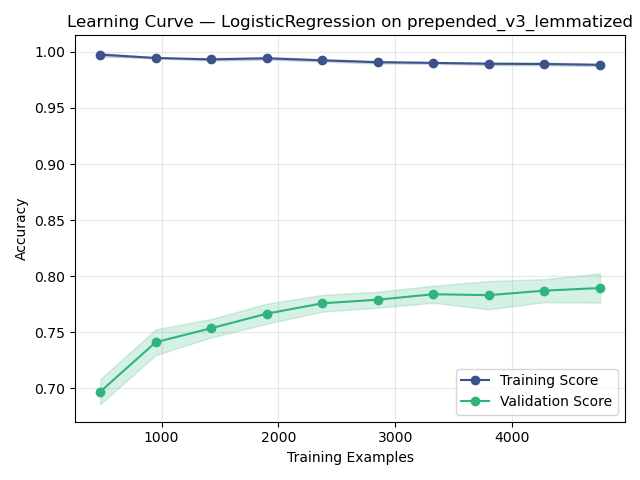 Learning Curve — LogisticRegression on prepended_v3_lemmatized
1.00
0.95
0.90
0.85
0.80
0.75
0.70
Accuracy
Training Score
Validation Score
1000
2000
3000
4000
Training Examples